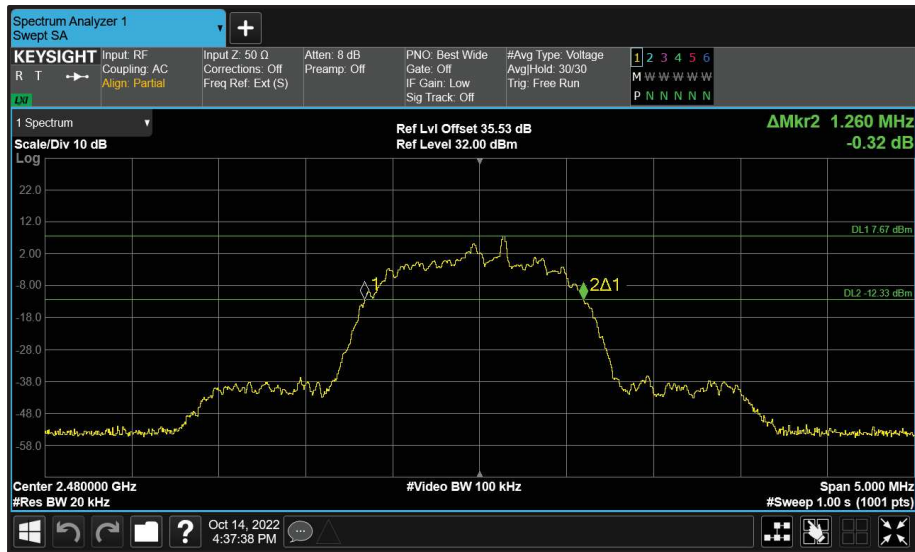 Spectrum Analyzer 1
Swept SA
KEYSIGHT
R T
LXI
Input: RF
Coupling: AC
Align: Partial
Input Z: 50 Ω
Corrections: Off
Freq Ref: Ext (S)
Atten: 8 dB
Preamp: Off
PNO: Best Wide
Gate: Off
IF Gain: Low
Sig Track: Off
#Avg Type: Voltage
Avg|Hold: 30/30
Trig: Free Run
1 2 3 4 5 6
M W W W W W
P N N N N N
1 Spectrum
Scale/Div 10 dB
Ref Lvl Offset 35.53 dB
Ref Level 32.00 dBm
ΔMkr2 1.260 MHz
-0.32 dB
Log
22.0
12.0
2.00
-8.00
-18.0
-28.0
-38.0
-48.0
-58.0
DL1 7.67 dBm
1
2Δ1
DL2 -12.33 dBm
Center 2.480000 GHz
#Res BW 20 kHz
#Video BW 100 kHz
Span 5.000 MHz
#Sweep 1.00 s (1001 pts)
?
Oct 14, 2022
4:37:38 PM